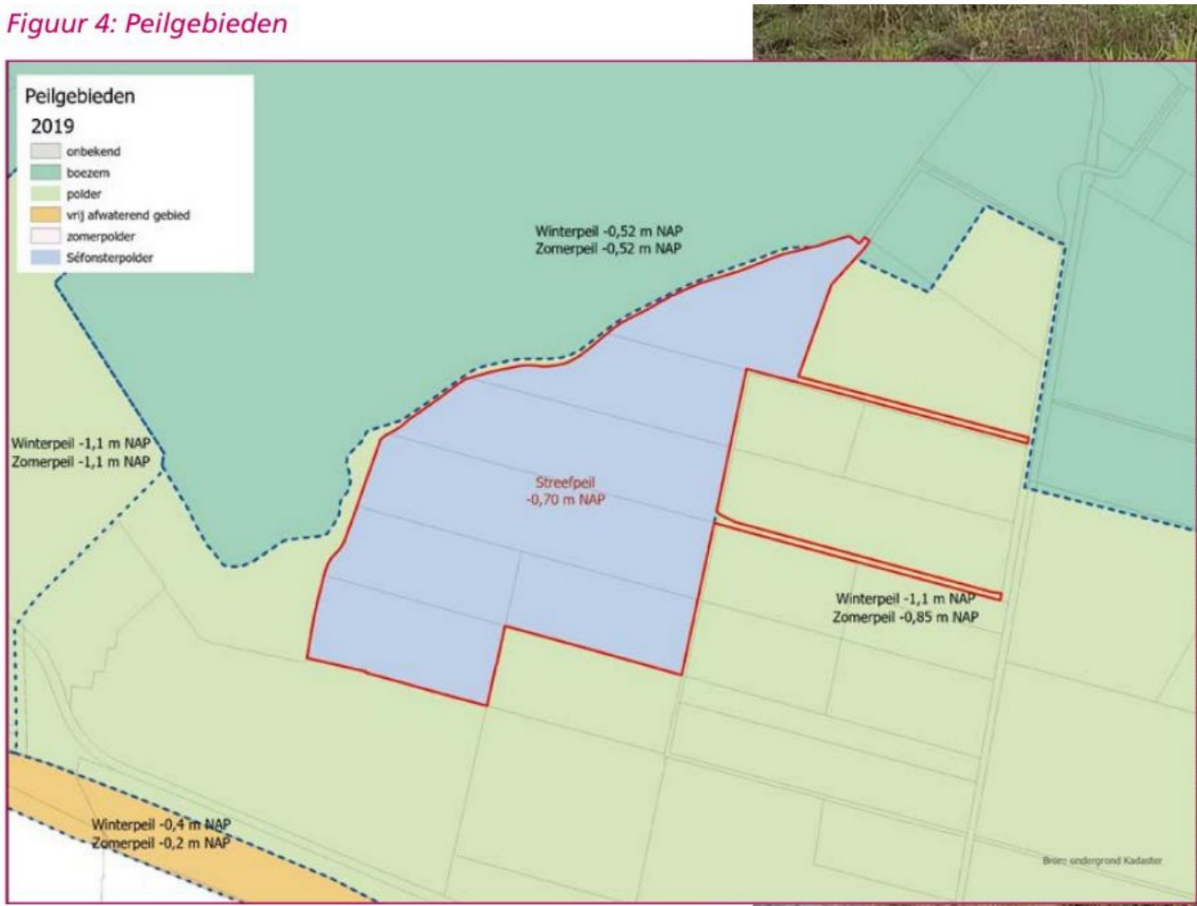 Figuur 4: Peilgebieden
Peilgebieden
2019
onbekend
boezem
polder
vrij afwaterend gebied
zomerpolder
Séfonsterpolder
Winterpeil -0,52 m NAP
Zomerpeil -0,52 m NAP
Winterpeil -1,1 m NAP
Zomerpeil -1,1 m NAP
Streefpeil
-0,70 m NAP
Winterpeil -1,1 m NAP
Zomerpeil -0,85 m NAP
Winterpeil -0,4 m NAP
Zomerpeil -0,2 m NAP
Bron: ondergrond Kadaster